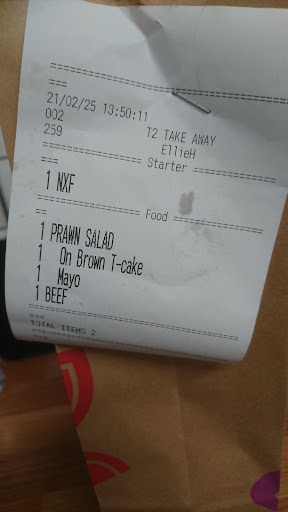 ===
21/02/25 13:50:11
002 T2 TAKE AWAY
259 EllieH
============== Starter ==============
===
1 NXF
============== Food ==============
==
1 PRAWN SALAD
1 On Brown T-cake
1 Mayo
1 BEEF
===
TOTAL ITEMS 2